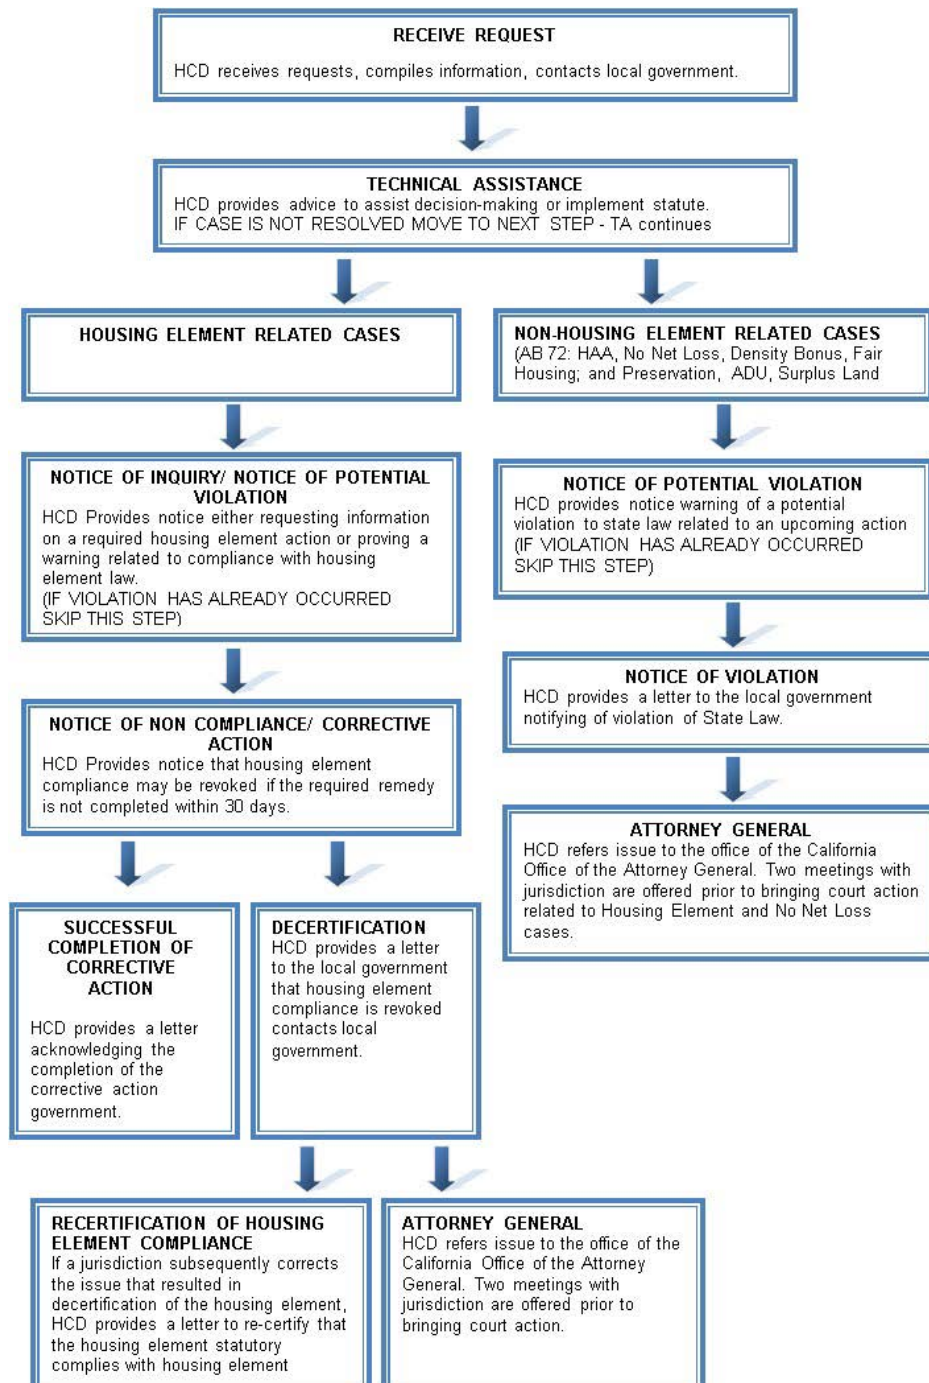 RECEIVE REQUEST
HCD receives requests, compiles information, contacts local government.
TECHNICAL ASSISTANCE
HCD provides advice to assist decision-making or implement statute.
IF CASE IS NOT RESOLVED MOVE TO NEXT STEP - TA continues
HOUSING ELEMENT RELATED CASES
NON-HOUSING ELEMENT RELATED CASES
(AB 72: HAA, No Net Loss, Density Bonus, Fair
Housing; and Preservation, ADU, Surplus Land
NOTICE OF INQUIRY/ NOTICE OF POTENTIAL
VIOLATION
HCD Provides notice either requesting information
on a required housing element action or proving a
warning related to compliance with housing
element law.
(IF VIOLATION HAS ALREADY OCCURRED
SKIP THIS STEP)
NOTICE OF POTENTIAL VIOLATION
HCD provides notice warning of a potential
violation to state law related to an upcoming action
(IF VIOLATION HAS ALREADY OCCURRED
SKIP THIS STEP)
NOTICE OF VIOLATION
HCD provides a letter to the local government
notifying of violation of State Law.
NOTICE OF NON COMPLIANCE/ CORRECTIVE
ACTION
HCD Provides notice that housing element
compliance may be revoked if the required remedy
is not completed within 30 days.
ATTORNEY GENERAL
HCD refers issue to the office of the California
Office of the Attorney General. Two meetings with
jurisdiction are offered prior to bringing court action
related to Housing Element and No Net Loss
cases.
SUCCESSFUL
COMPLETION OF
CORRECTIVE
ACTION
HCD provides a letter
acknowledging the
completion of the
corrective action
government.
DECERTIFICATION
HCD provides a letter
to the local government
that housing element
compliance is revoked
contacts local
government.
RECERTIFICATION OF HOUSING
ELEMENT COMPLIANCE
If a jurisdiction subsequently corrects
the issue that resulted in
decertification of the housing element,
HCD provides a letter to re-certify that
the housing element statutory
complies with housing element
ATTORNEY GENERAL
HCD refers issue to the office of the
California Office of the Attorney
General. Two meetings with
jurisdiction are offered prior to
bringing court action.